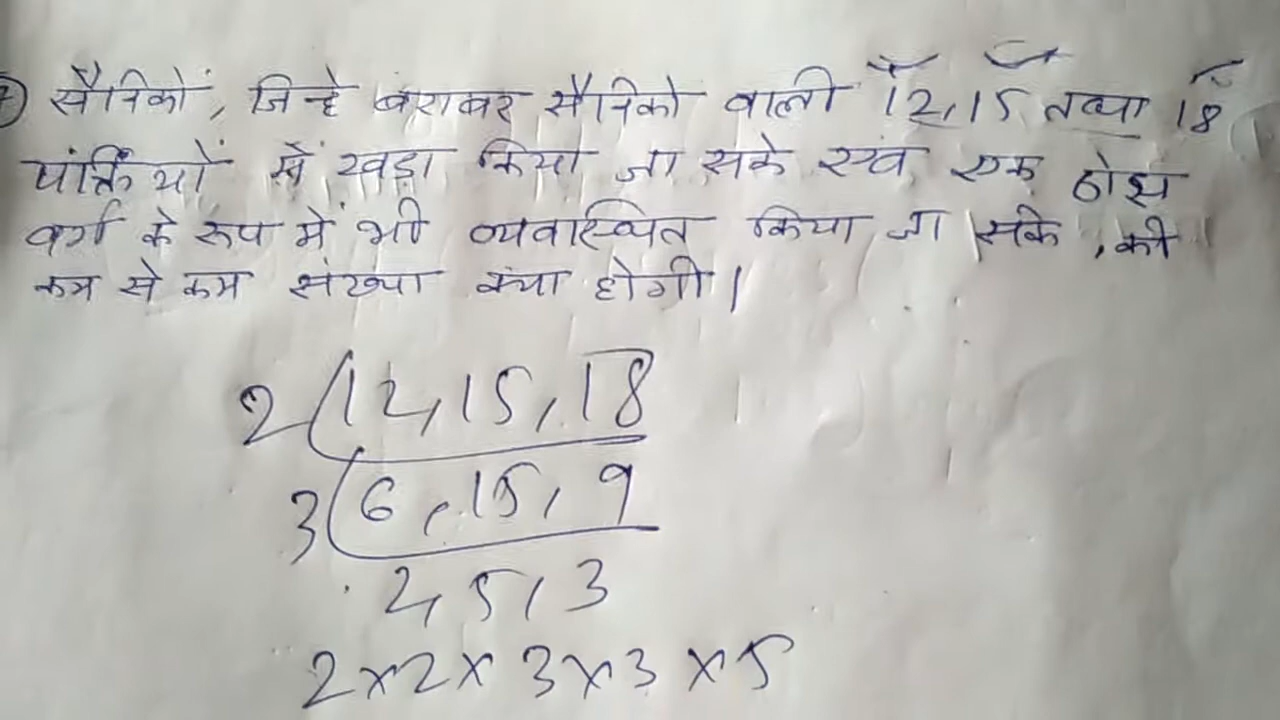 7) सैनिकों, जिन्हे बराबर सैनिको वाली 12,15 तथा 18
पंक्तियों में खड़ा किया जा सके एवं एक ठोस
वर्ग के रूप में भी व्यवस्थित किया जा सके, की
कम से कम संख्या क्या होगी।
2 12,15,18
3 6,15,9
2,5,3
2×2×3×3×5